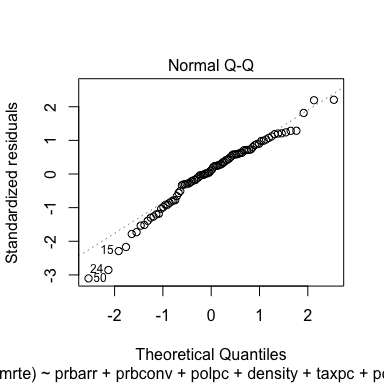 Normal Q-Q
Standardized residuals
2
1
0
-1
-2
-3
15
24
50
-2 -1 0 1 2
Theoretical Quantiles
mrte) ~ prbarr + prbconv + polpc + density + taxpc + po